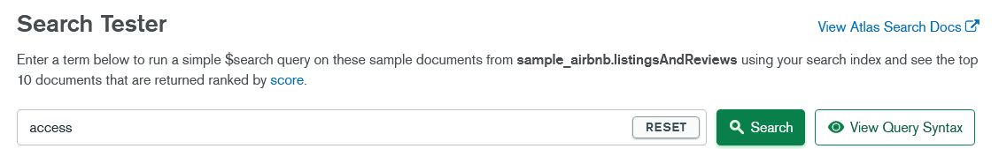 Search Tester
View Atlas Search Docs
Enter a term below to run a simple $search query on these sample documents from sample_airbnb.listingsAndReviews using your search index and see the top
10 documents that are returned ranked by score.
access RESET Search View Query Syntax